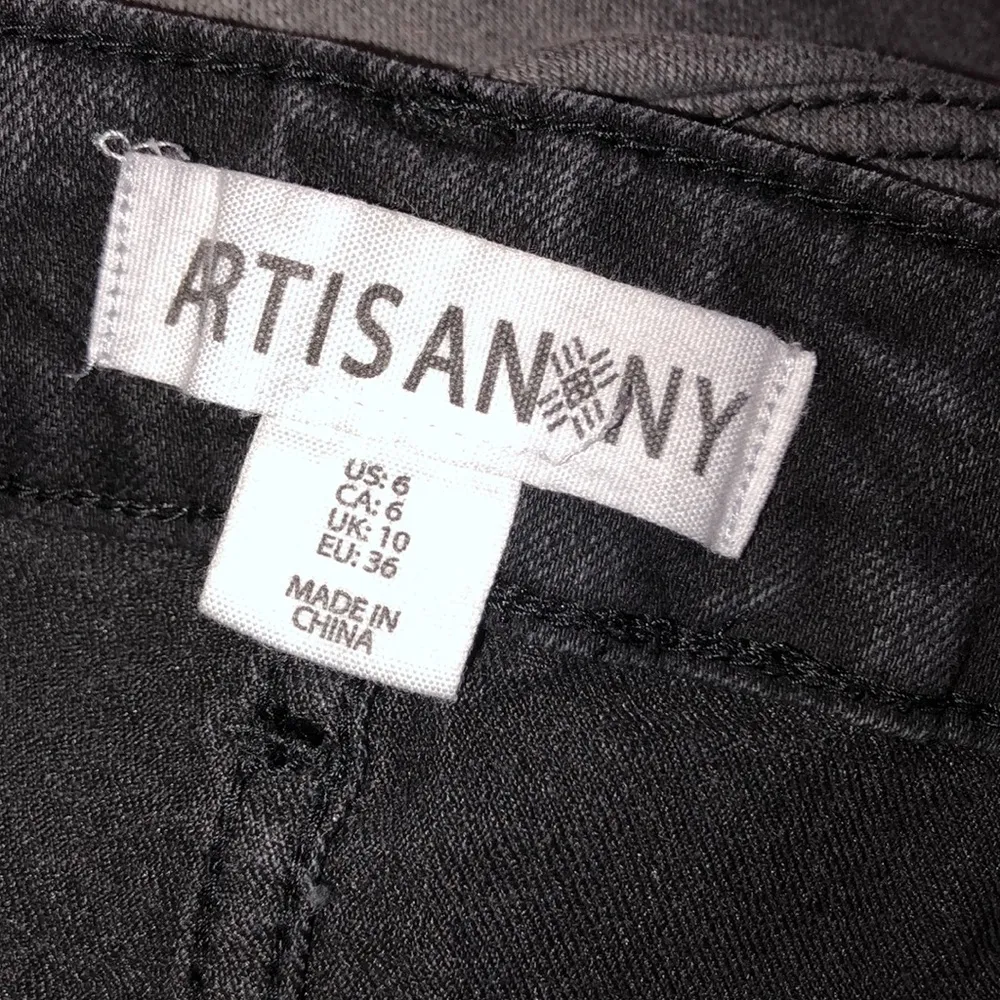 ARTISAN NY
US: 6
CA: 6
UK: 10
EU: 36
MADE IN
CHINA